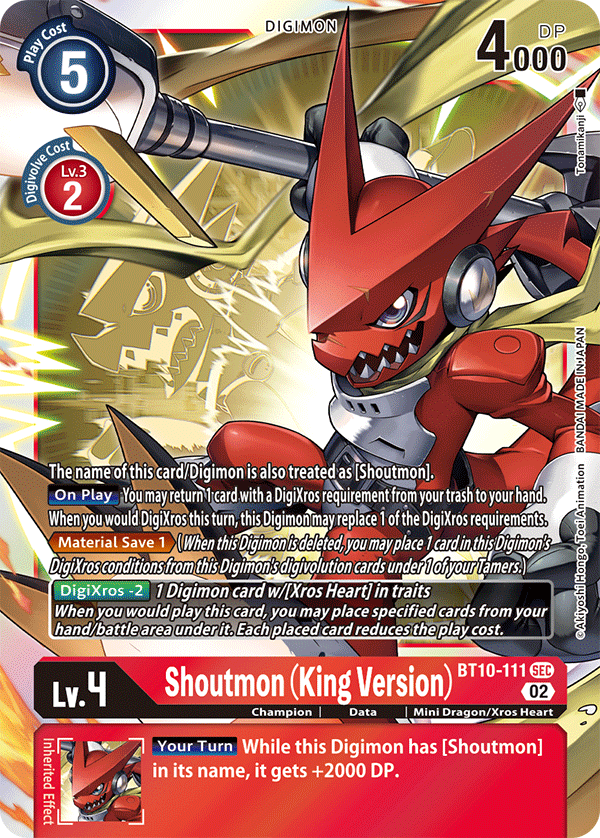 DIGIMON
Play Cost
5
DP
4000
Digivolve Cost
Lv.3
2
Tonamikanji
The name of this card/Digimon is also treated as [Shoutmon].
On Play You may return 1 card with a DigiXros requirement from your trash to your hand.
When you would DigiXros this turn, this Digimon may replace 1 of the DigiXros requirements.
Material Save 1 (When this Digimon is deleted, you may place 1 card in this Digimon's
DigiXros conditions from this Digimon's digivolution cards under 1 of your Tamers.)
DigiXros -2 1 Digimon card w/[Xros Heart] in traits
When you would play this card, you may place specified cards from your
hand/battle area under it. Each placed card reduces the play cost.
©Akiyoshi Hongo, Toei Animation BANDAI MADE IN JAPAN
Lv.4
Shoutmon (King Version)
BT10-111 SEC
02
Champion | Data | Mini Dragon/Xros Heart
Inherited Effect
Your Turn While this Digimon has [Shoutmon]
in its name, it gets +2000 DP.